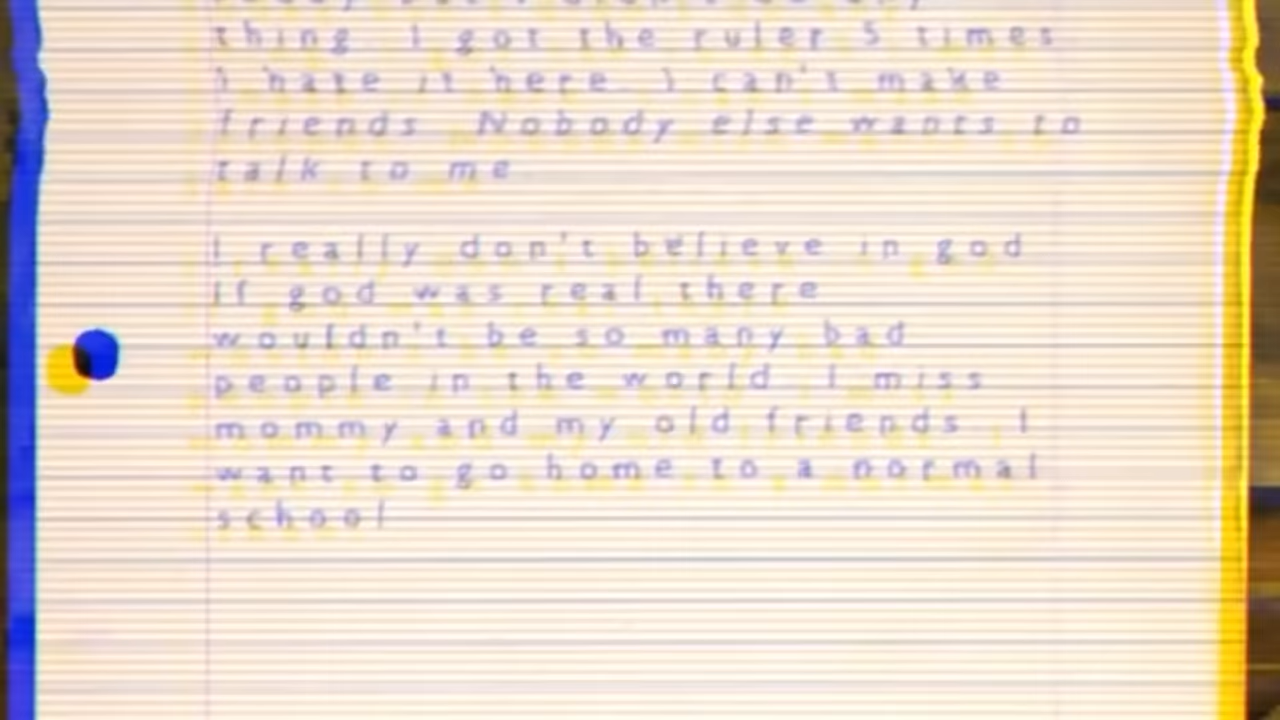 thing. I got the ruler 5 times
I hate it here. I can't make
friends. Nobody else wants to
talk to me.
I really don't believe in god
If god was real there
wouldn't be so many bad
people in the world. I miss
mommy and my old friends. I
want to go home to a normal
school